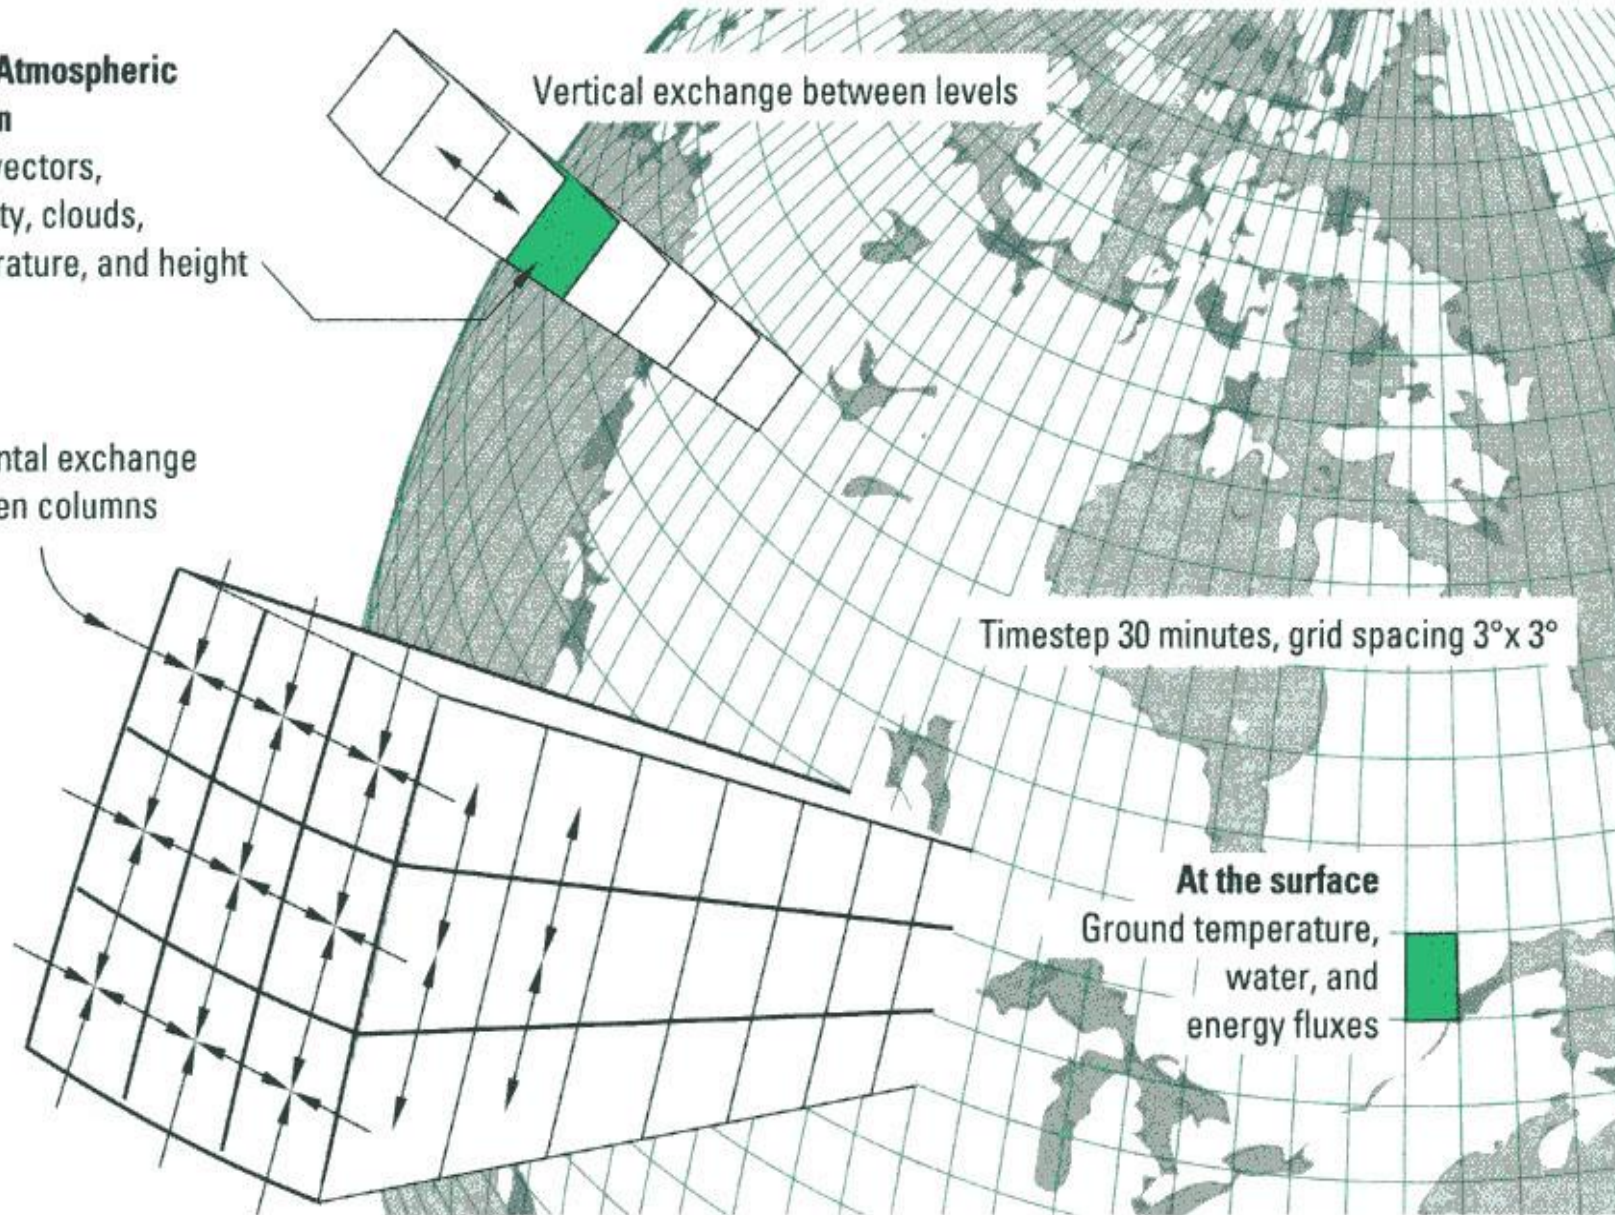 Atmospheric
n
vectors,
ty, clouds,
rature, and height
Vertical exchange between levels
ntal exchange
en columns
Timestep 30 minutes, grid spacing 3°x 3°
At the surface
Ground temperature,
water, and
energy fluxes